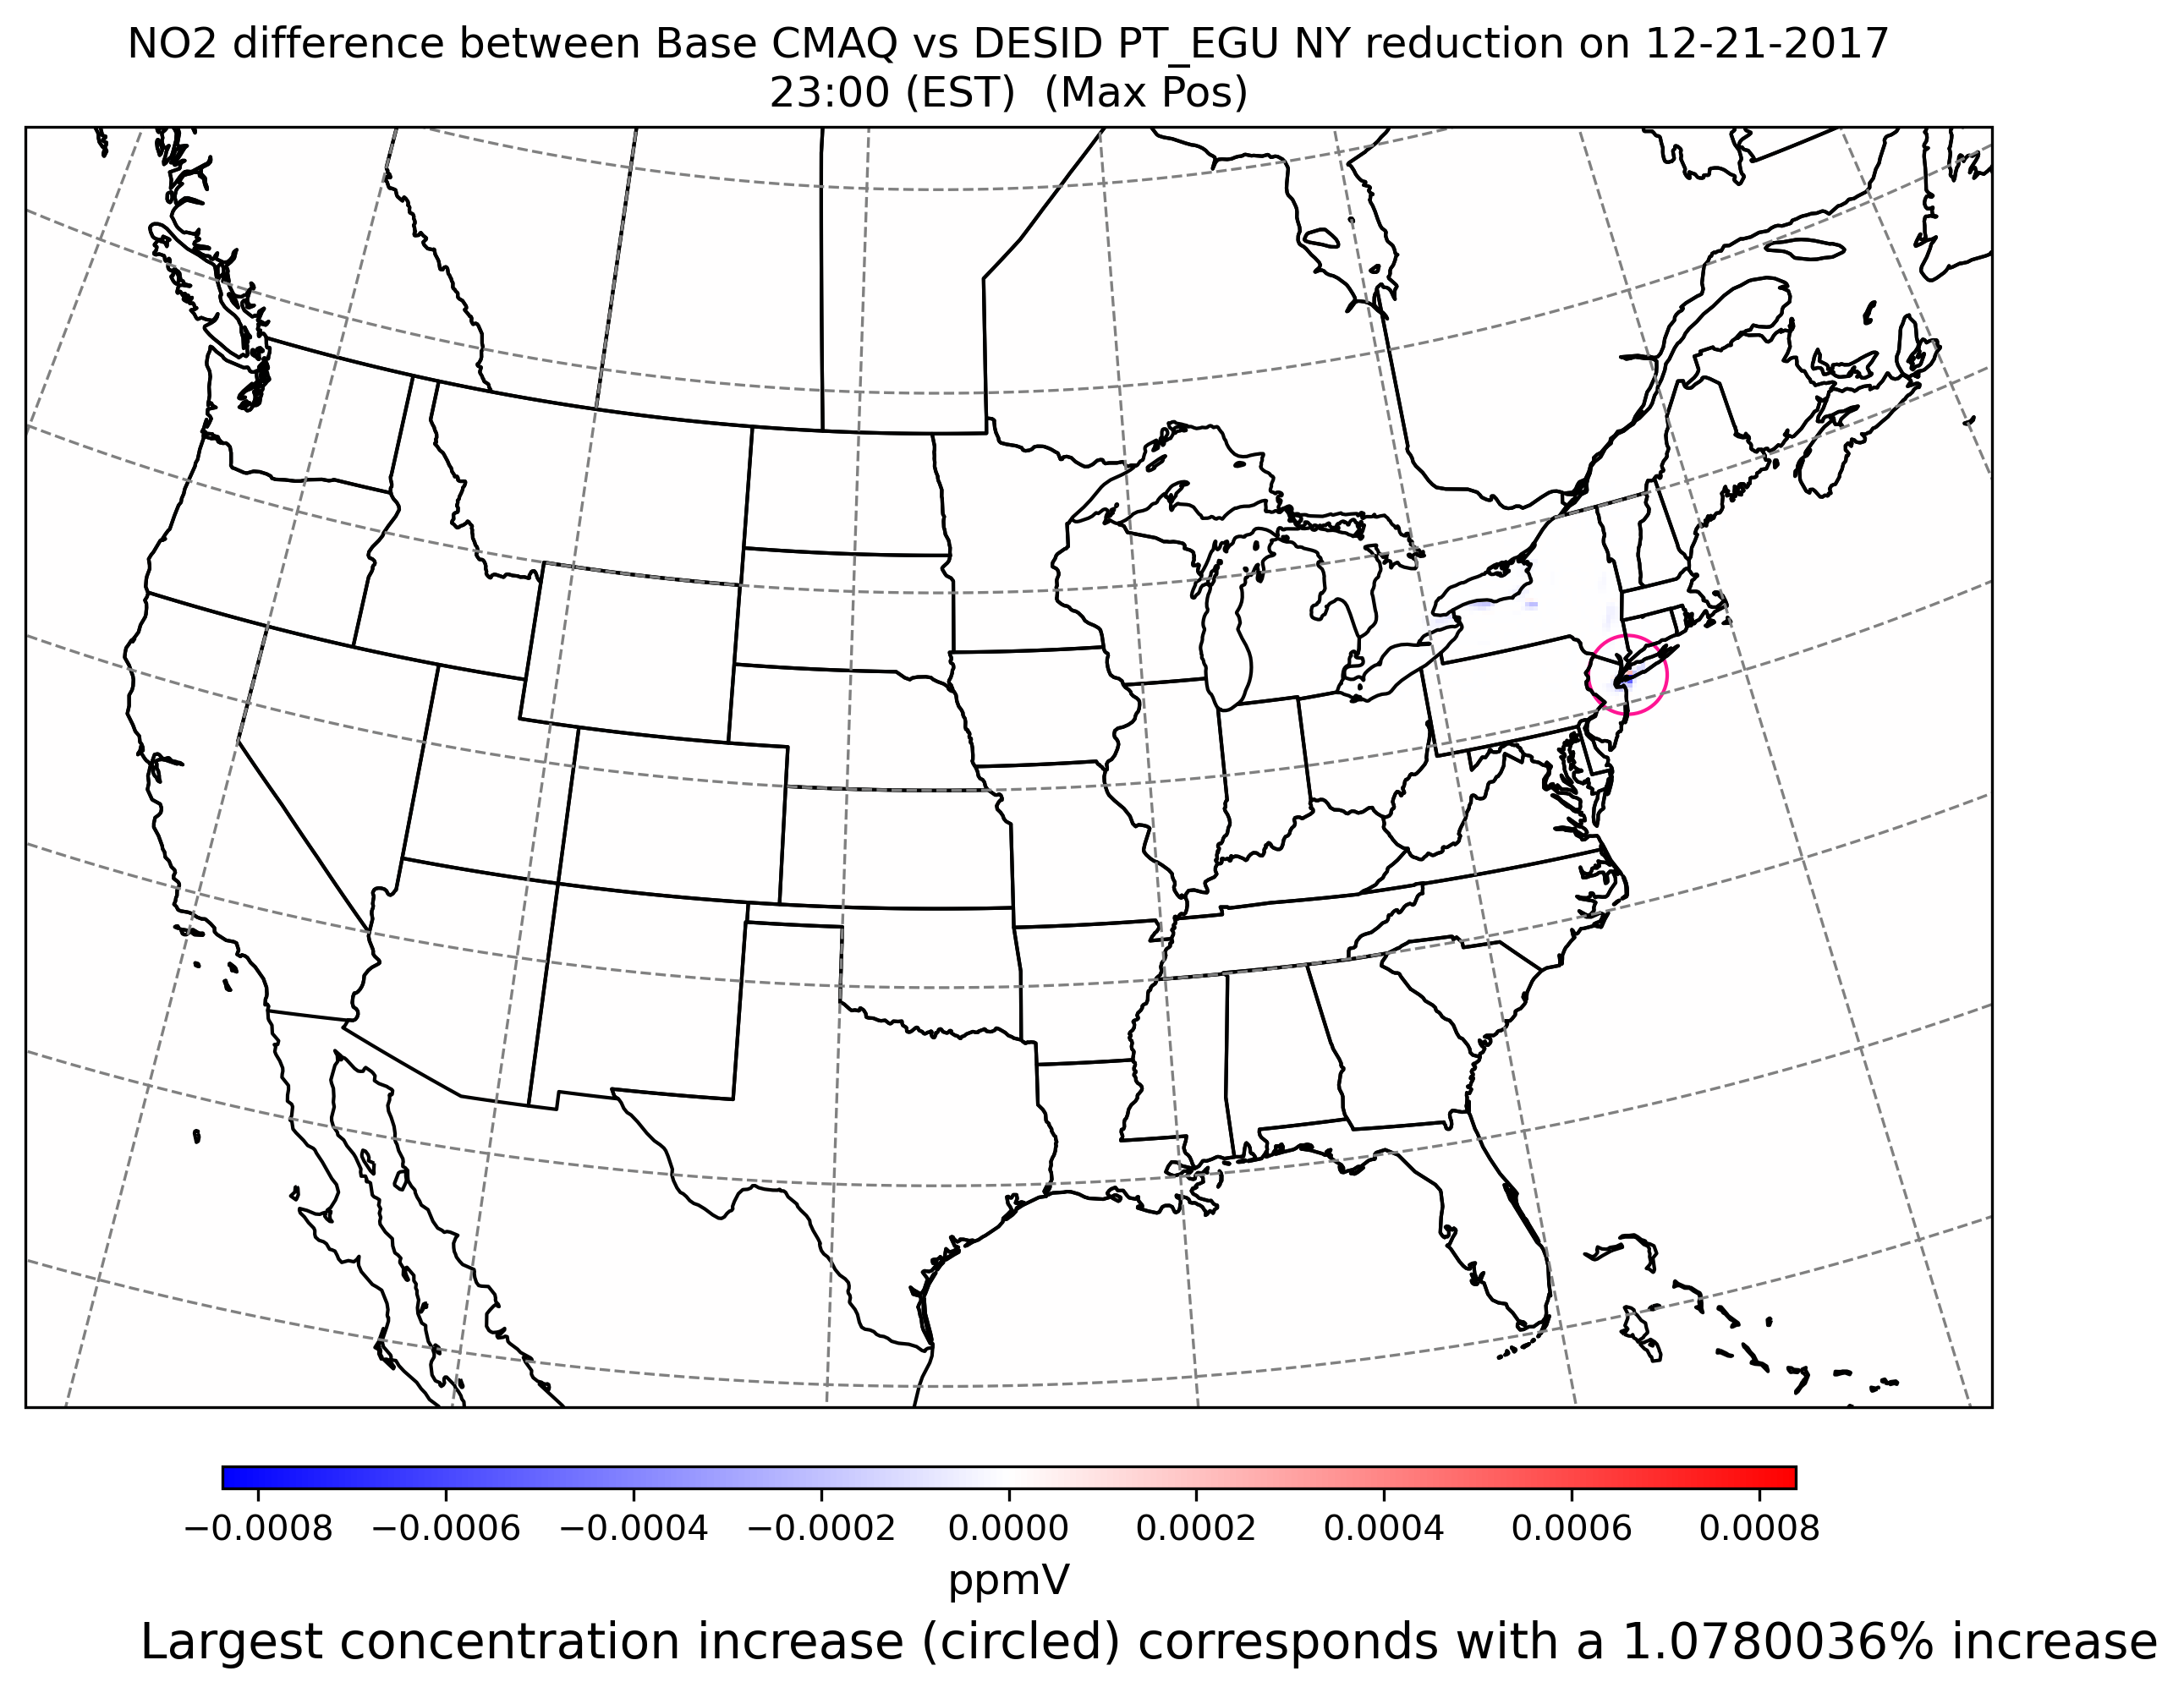 NO2 difference between Base CMAQ vs DESID PT_EGU NY reduction on 12-21-2017
23:00 (EST)  (Max Pos)
−0.0008 −0.0006 −0.0004 −0.0002 0.0000 0.0002 0.0004 0.0006 0.0008
ppmV
Largest concentration increase (circled) corresponds with a 1.0780036% increase